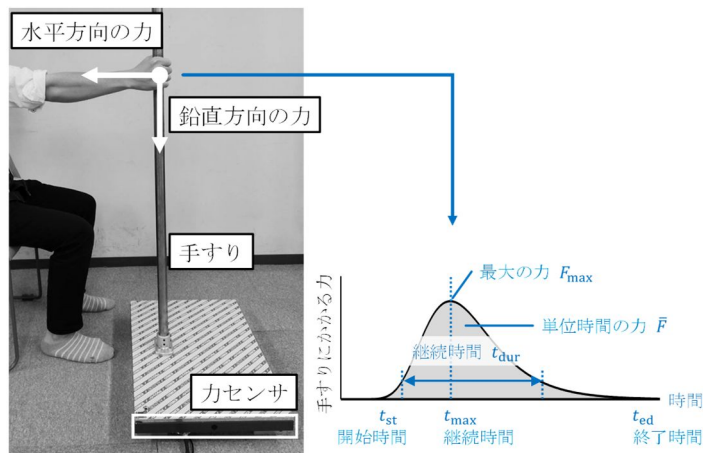 水平方向の力
鉛直方向の力
手すり
力センサ
最大の力 Fmax
単位時間の力 F̄
継続時間 tdur
手すりにかかる力
時間
tst
開始時間
tmax
継続時間
ted
終了時間